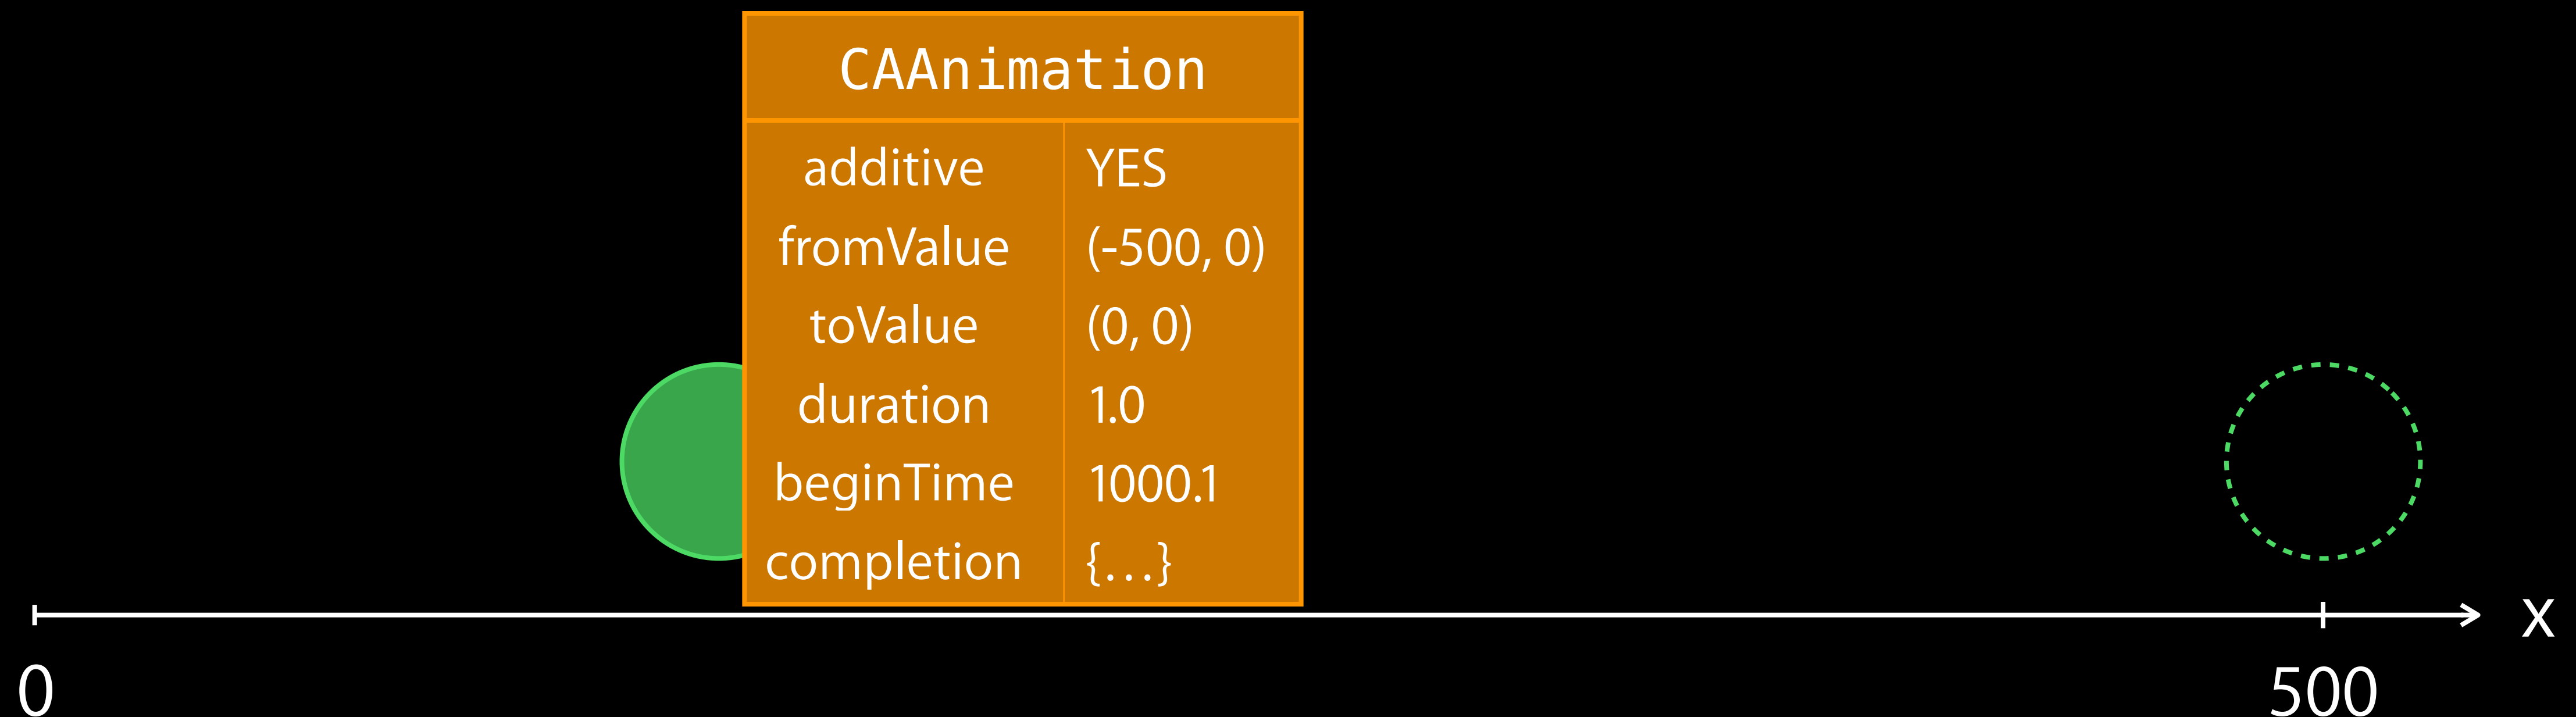 CAAnimation
additive YES
fromValue (-500, 0)
toValue (0, 0)
duration 1.0
beginTime 1000.1
completion {...}
x
0 500